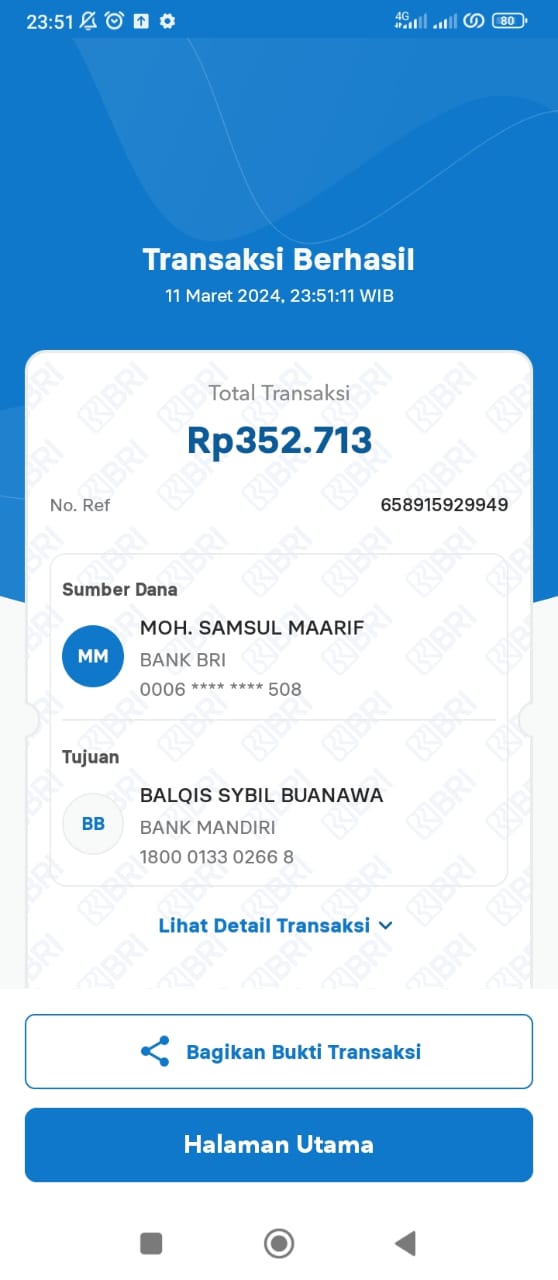 23:51
4G
80
Transaksi Berhasil
11 Maret 2024, 23:51:11 WIB
Total Transaksi
Rp352.713
No. Ref 658915929949
Sumber Dana
MM
MOH. SAMSUL MAARIF
BANK BRI
0006 **** **** 508
Tujuan
BB
BALQIS SYBIL BUANAWA
BANK MANDIRI
1800 0133 0266 8
Lihat Detail Transaksi
Bagikan Bukti Transaksi
Halaman Utama
BRI